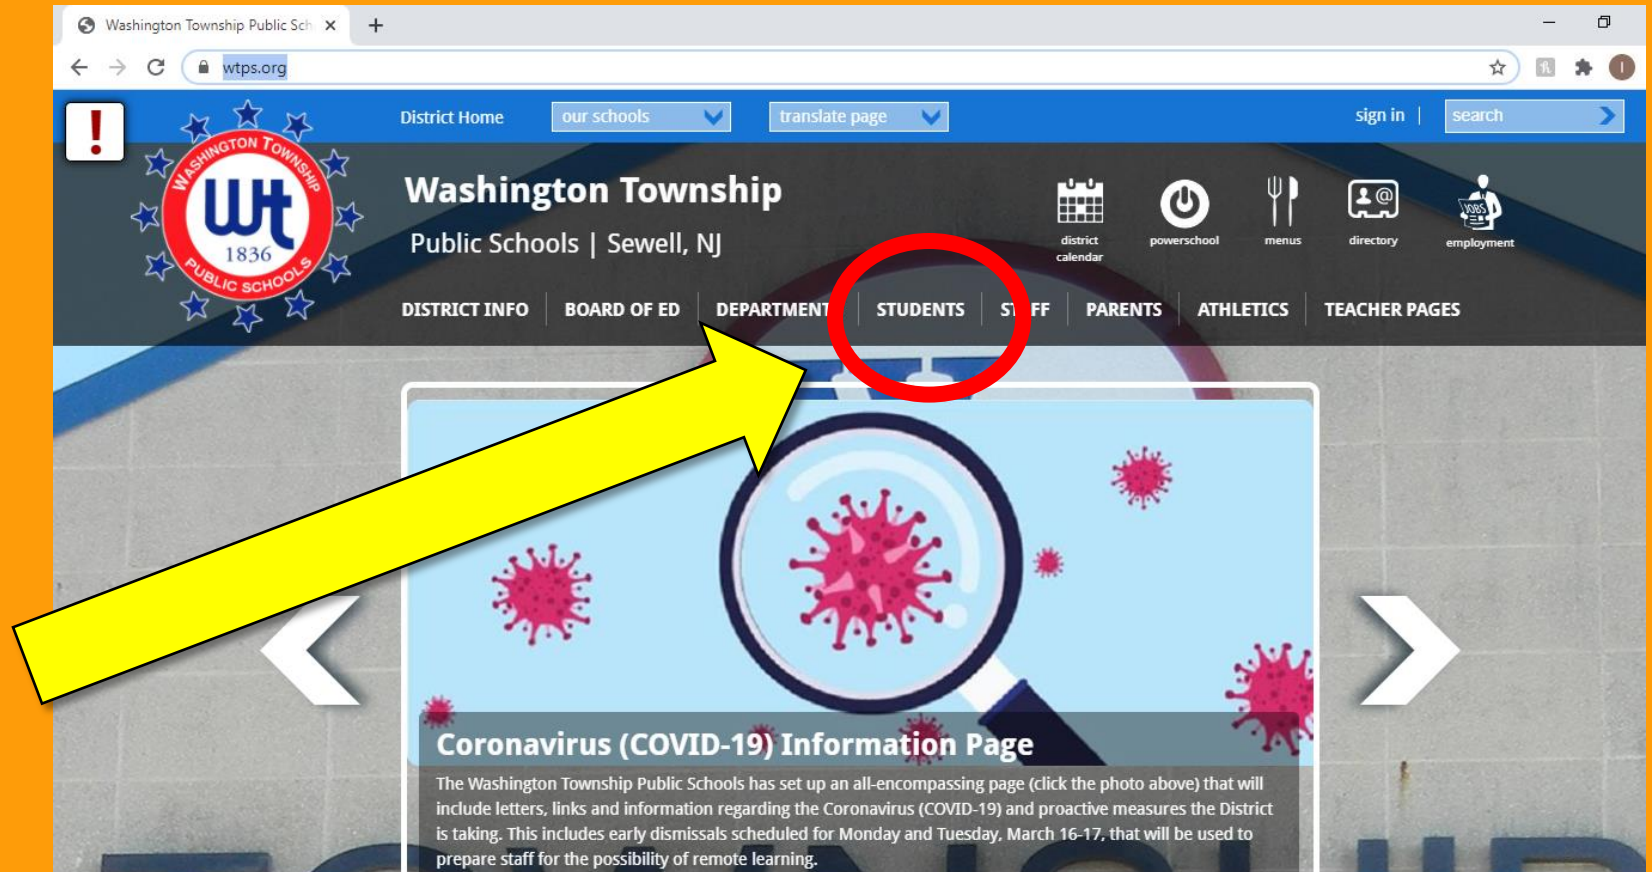 Washington Township Public Sch
wtps.org
District Home our schools translate page sign in | search
WASHINGTON TOWNSHIP
Wt
1836
PUBLIC SCHOOLS
Washington Township
Public Schools | Sewell, NJ
district
calendar
powerschool
menus
directory
JOBS
employment
DISTRICT INFO BOARD OF ED DEPARTMENT STUDENTS ST FF PARENTS ATHLETICS TEACHER PAGES
Coronavirus (COVID-19) Information Page
The Washington Township Public Schools has set up an all-encompassing page (click the photo above) that will
include letters, links and information regarding the Coronavirus (COVID-19) and proactive measures the District
is taking. This includes early dismissals scheduled for Monday and Tuesday, March 16-17, that will be used to
prepare staff for the possibility of remote learning.